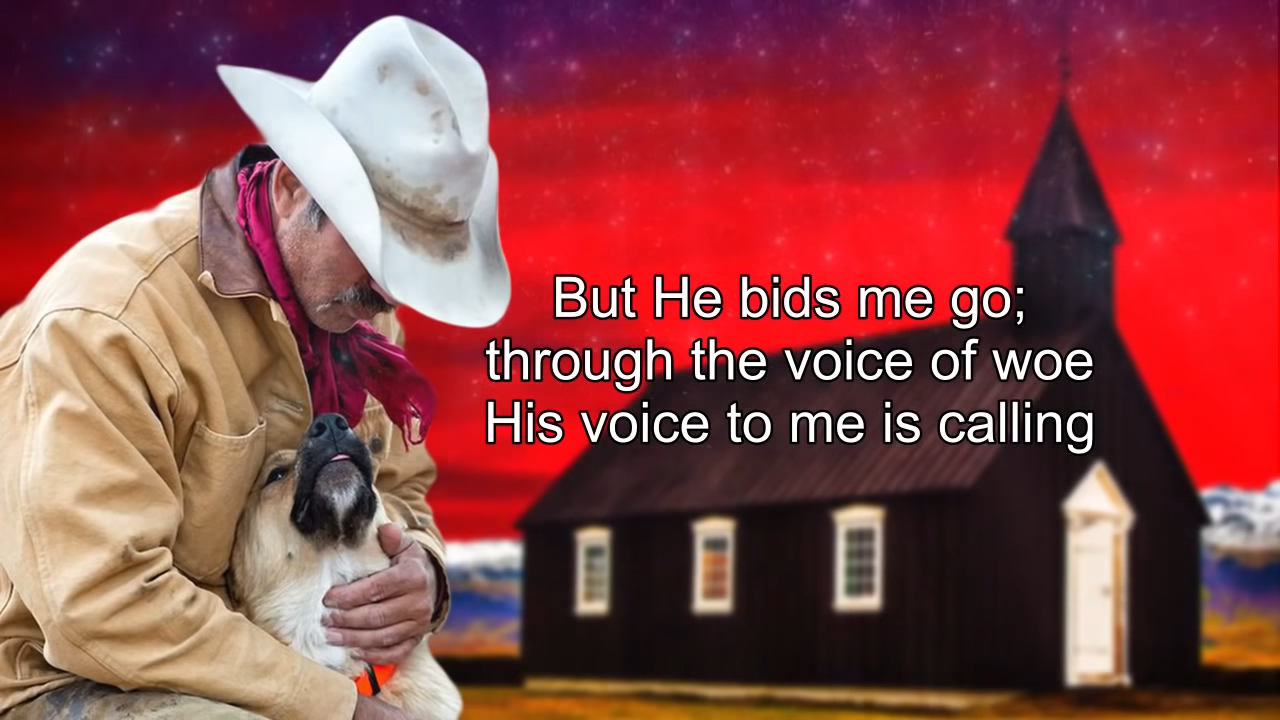 But He bids me go;
through the voice of woe
His voice to me is calling